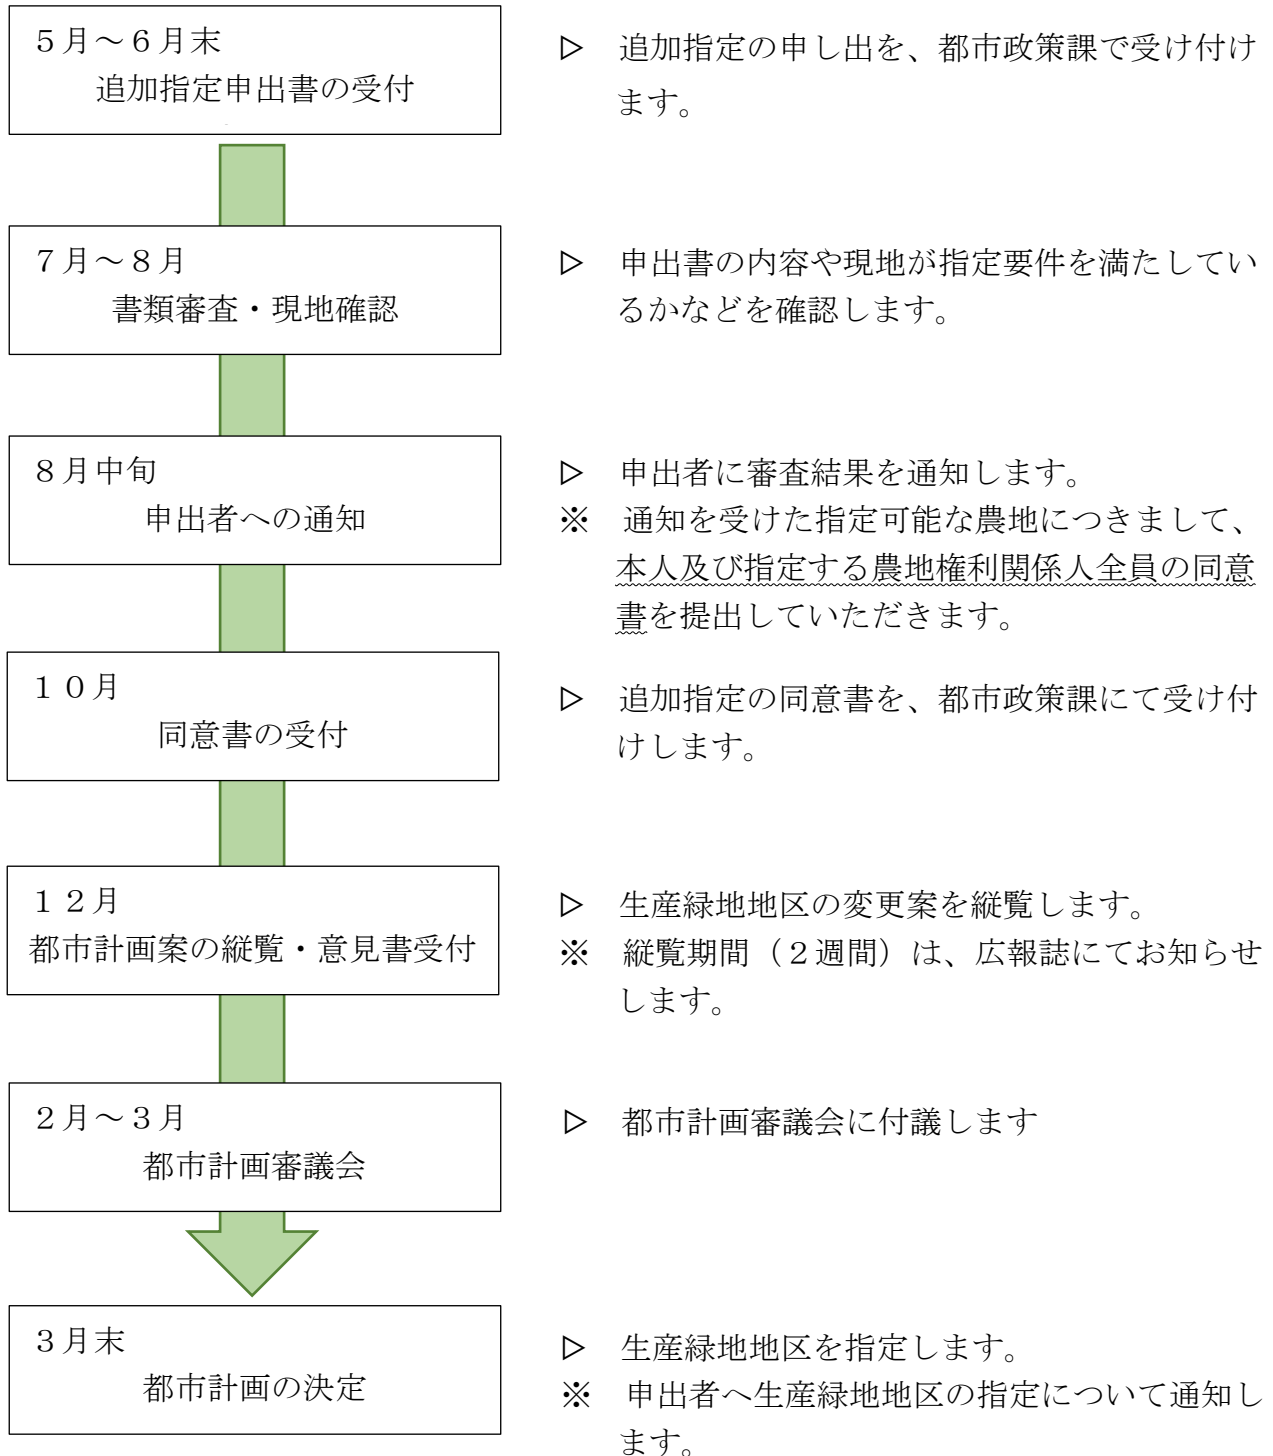 ５月～６月末
追加指定申出書の受付
▷　追加指定の申し出を、都市政策課で受け付け
ます。
７月～８月
書類審査・現地確認
▷　申出書の内容や現地が指定要件を満たしてい
るかなどを確認します。
８月中旬
申出者への通知
▷　申出者に審査結果を通知します。
※　通知を受けた指定可能な農地につきまして、
本人及び指定する農地権利関係人全員の同意
書を提出していただきます。
１０月
同意書の受付
▷　追加指定の同意書を、都市政策課にて受け付
けします。
１２月
都市計画案の縦覧・意見書受付
▷　生産緑地地区の変更案を縦覧します。
※　縦覧期間（２週間）は、広報誌にてお知らせ
します。
２月～３月
都市計画審議会
▷　都市計画審議会に付議します
３月末
都市計画の決定
▷　生産緑地地区を指定します。
※　申出者へ生産緑地地区の指定について通知し
ます。